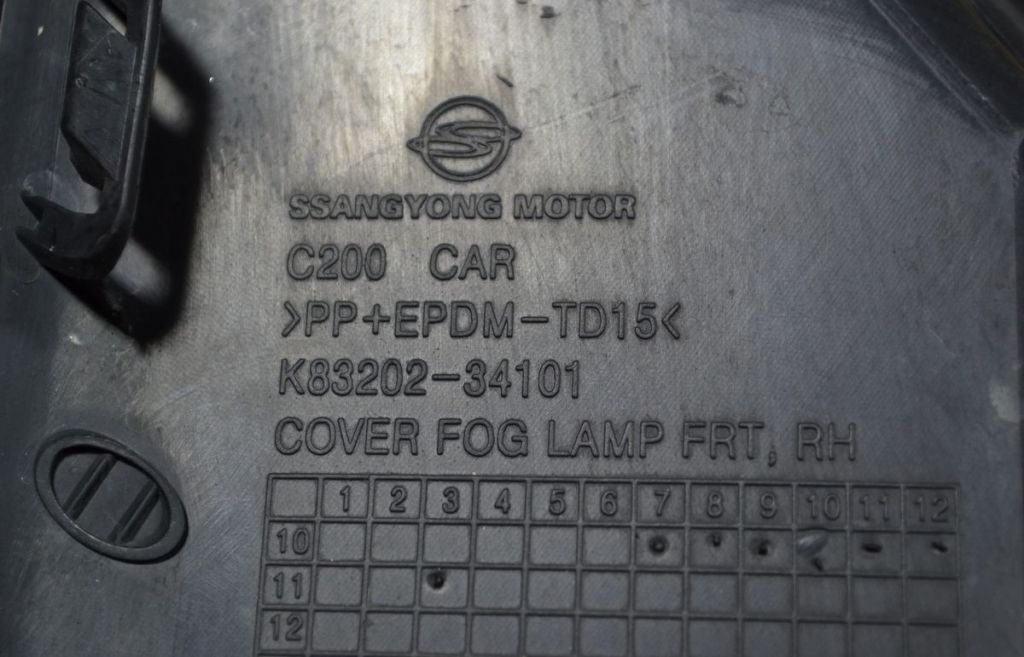 SSANGYONG MOTOR
C200 CAR
>PP+EPDM-TD15<
K83202-34101
COVER FOG LAMP FRT, RH
1 2 3 4 5 6 7 8 9 10 11 12
10
11
12